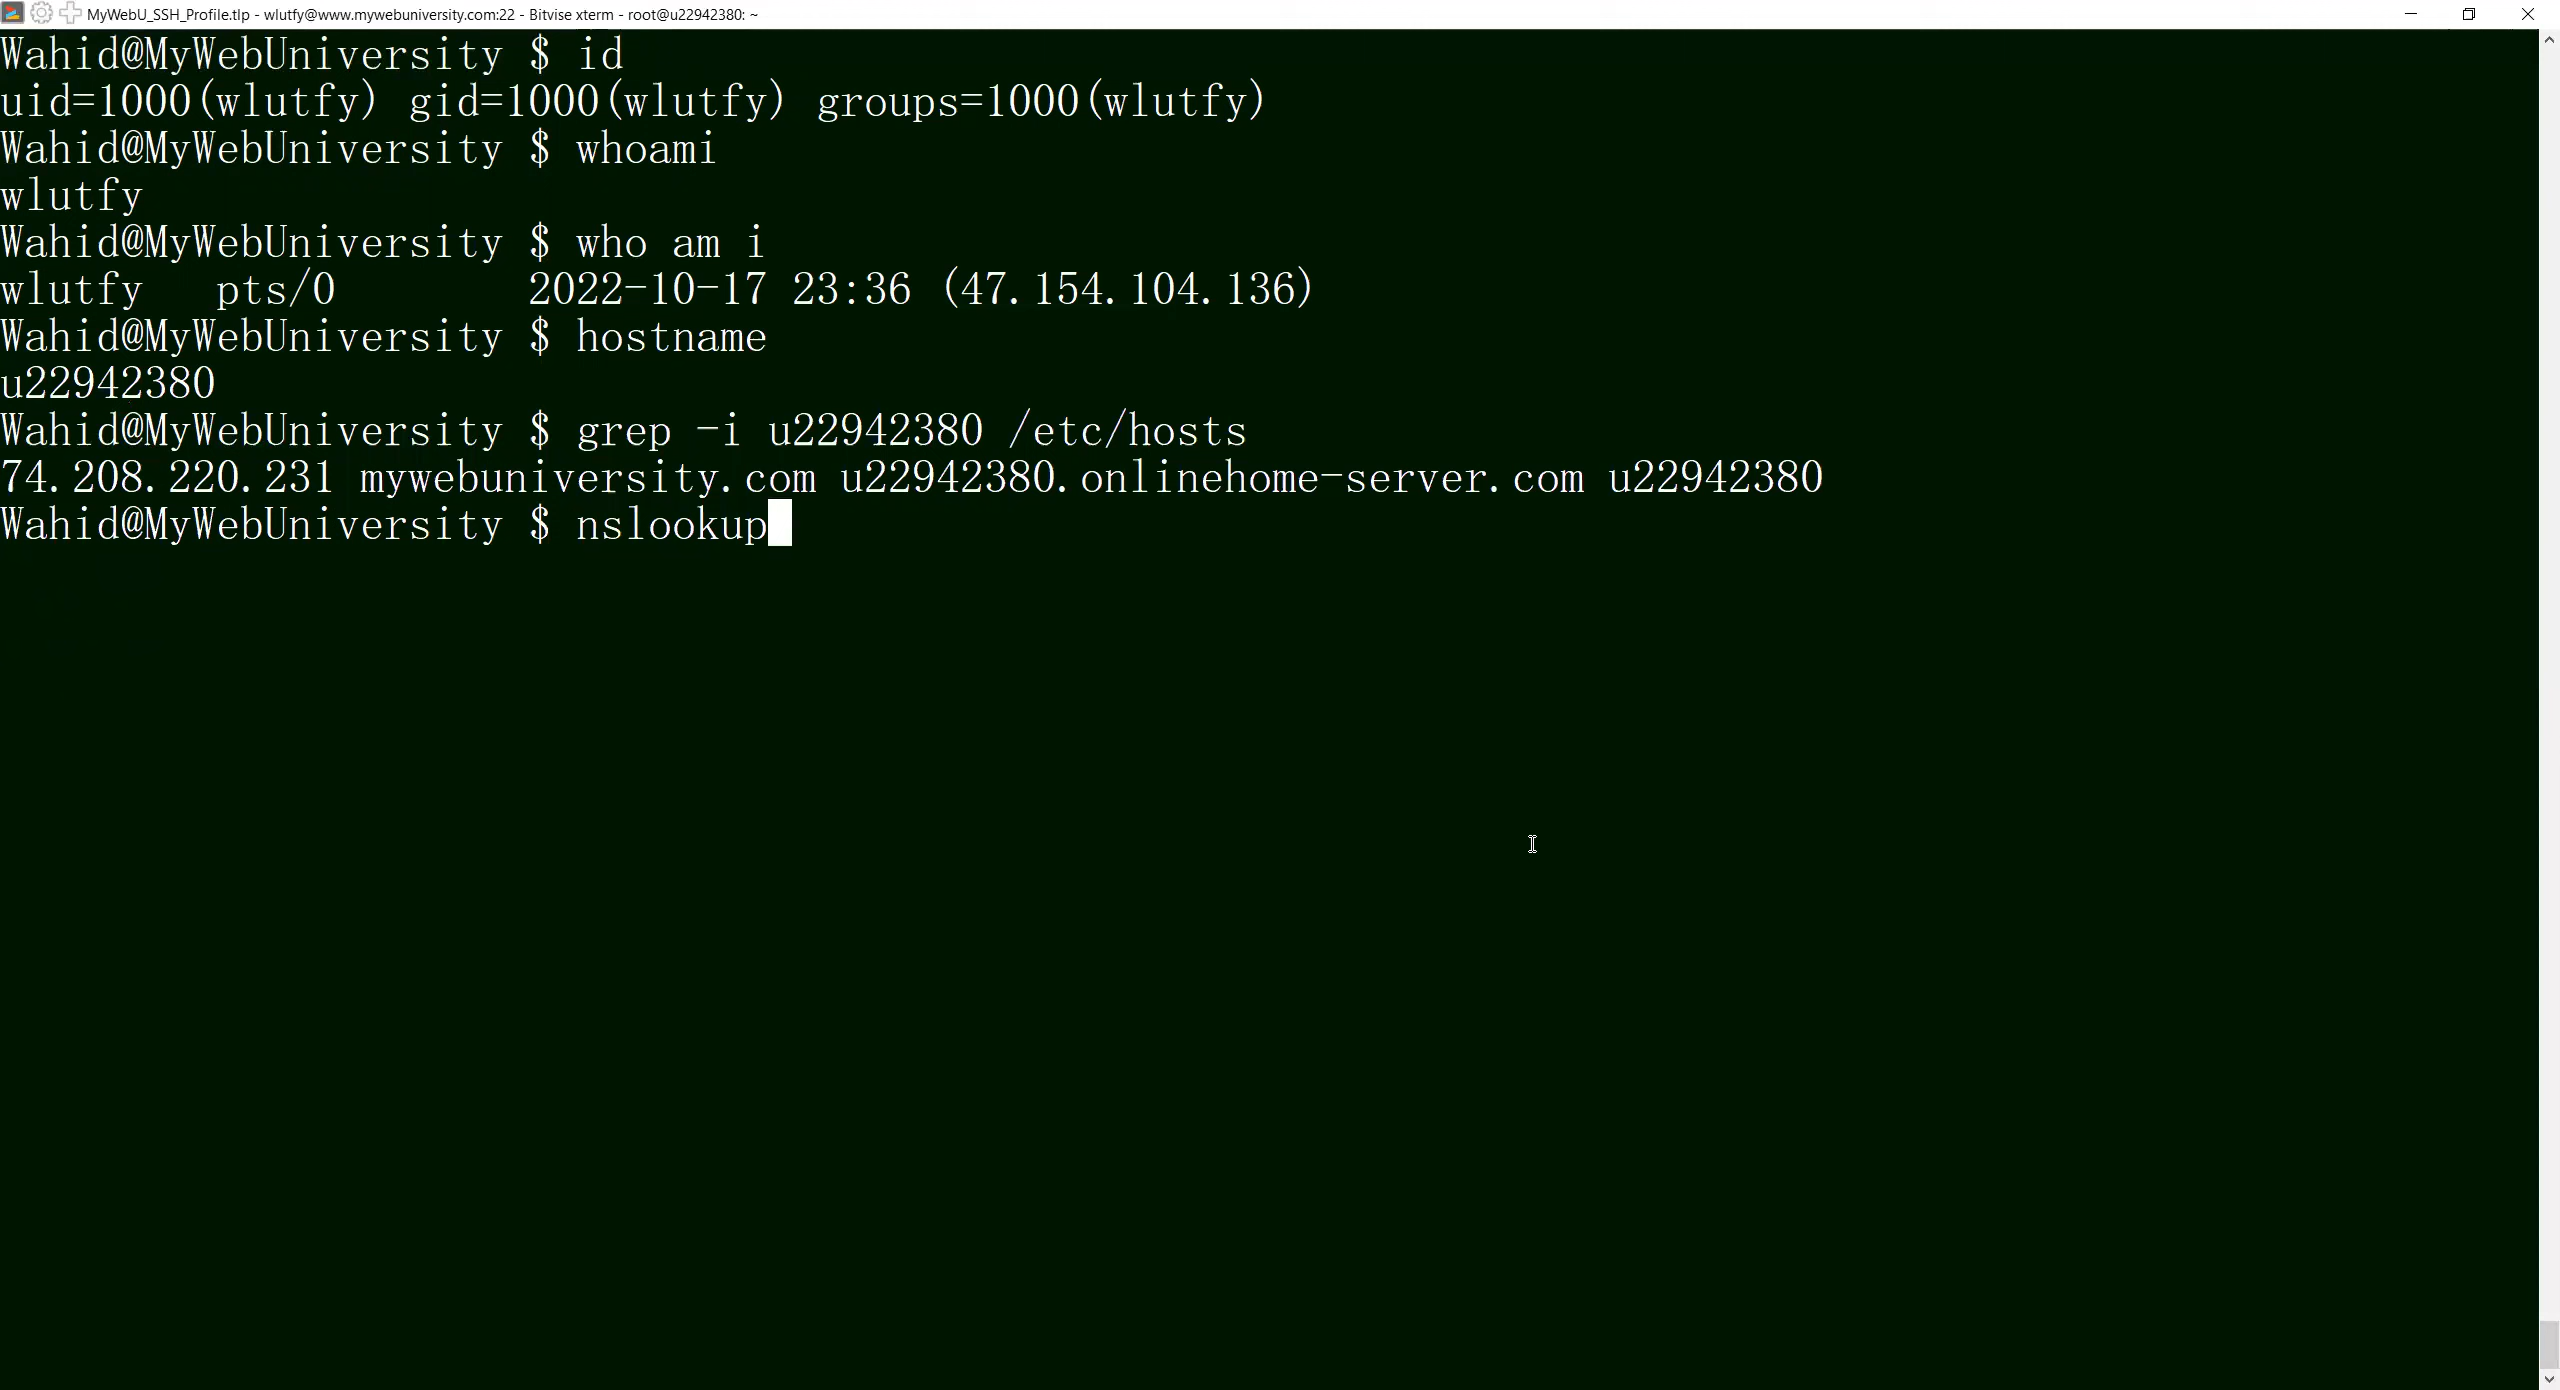 MyWebU_SSH_Profile.tlp - wlutfy@www.mywebuniversity.com:22 - Bitvise xterm - root@u22942380: ~
Wahid@MyWebUniversity $ id
uid=1000(wlutfy) gid=1000(wlutfy) groups=1000(wlutfy)
Wahid@MyWebUniversity $ whoami
wlutfy
Wahid@MyWebUniversity $ who am i
wlutfy   pts/0        2022-10-17 23:36 (47.154.104.136)
Wahid@MyWebUniversity $ hostname
u22942380
Wahid@MyWebUniversity $ grep -i u22942380 /etc/hosts
74.208.220.231 mywebuniversity.com u22942380.onlinehome-server.com u22942380
Wahid@MyWebUniversity $ nslookup